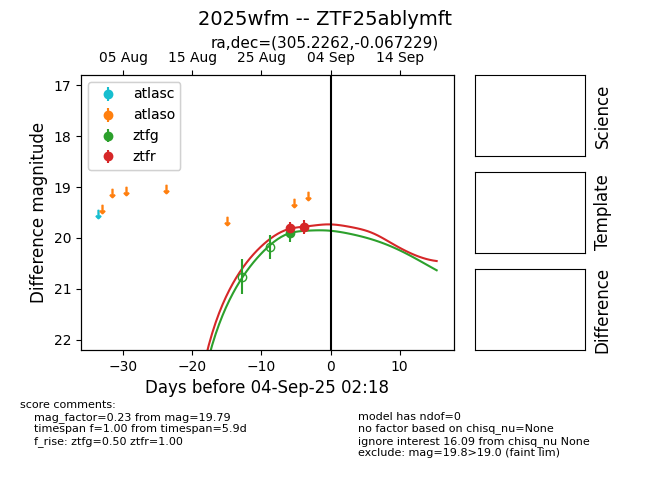 2025wfm -- ZTF25ablymft
ra,dec=(305.2262,-0.067229)
05 Aug 15 Aug 25 Aug 04 Sep 14 Sep
17
18
19
20
21
22
Difference magnitude
atlasc
atlaso
ztfg
ztfr
−30 −20 −10 0 10
Days before 04-Sep-25 02:18
Science
Template
Difference
score comments:
mag_factor=0.23 from mag=19.79
timespan f=1.00 from timespan=5.9d
f_rise: ztfg=0.50 ztfr=1.00
model has ndof=0
no factor based on chisq_nu=None
ignore interest 16.09 from chisq_nu None
exclude: mag=19.8>19.0 (faint lim)